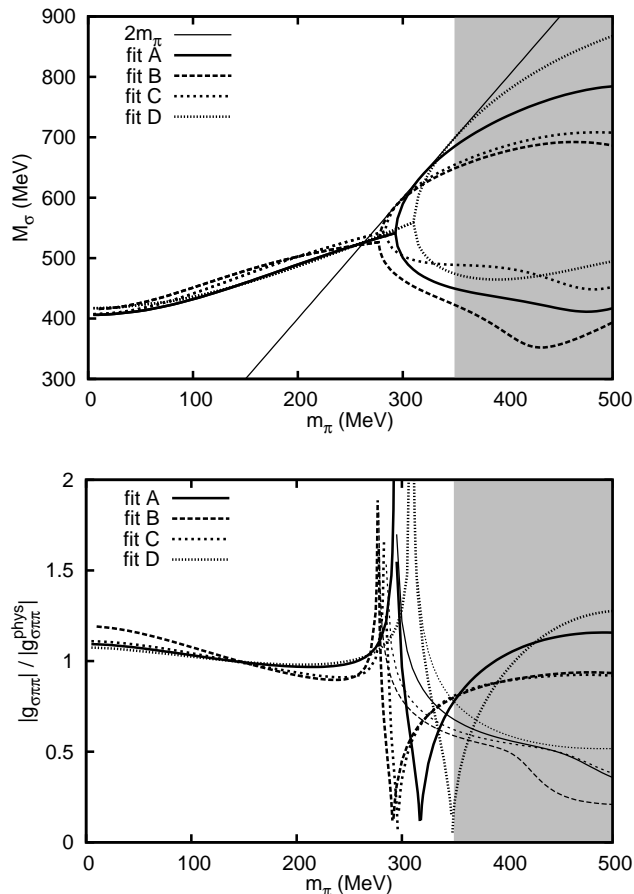 900
800
700
600
500
400
300
M_σ (MeV)
2m_π
fit A
fit B
fit C
fit D
0 100 200 300 400 500
m_π (MeV)
2
1.5
1
0.5
0
|g_σππ| / |g_σππ^phys|
fit A
fit B
fit C
fit D
0 100 200 300 400 500
m_π (MeV)